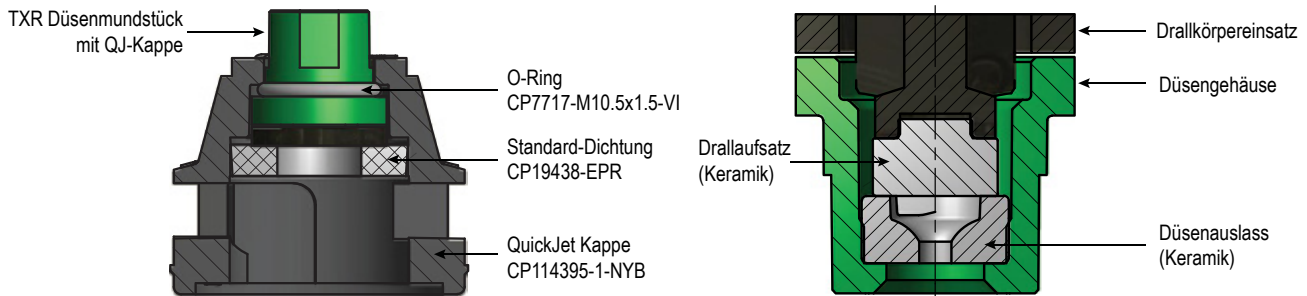 TXR Düsenmundstück
mit QJ-Kappe
O-Ring
CP7717-M10.5x1.5-VI
Standard-Dichtung
CP19438-EPR
QuickJet Kappe
CP114395-1-NYB
Drallkörpereinsatz
Düsengehäuse
Drallaufsatz
(Keramik)
Düsenauslass
(Keramik)